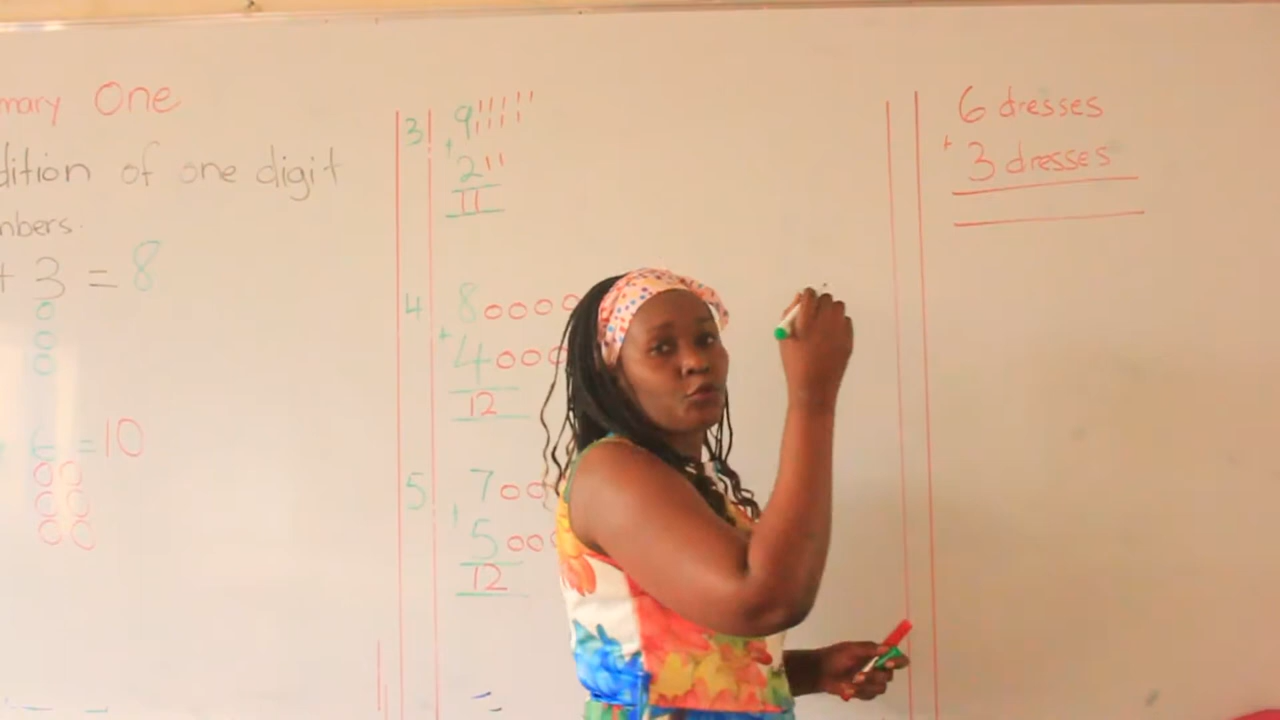 mary One
dition of one digit
mbers.
+ 3 = 8
= 10
3
9
+
2
11
4
8
+
4
12
5
7
+
5
12
6 dresses
+ 3 dresses